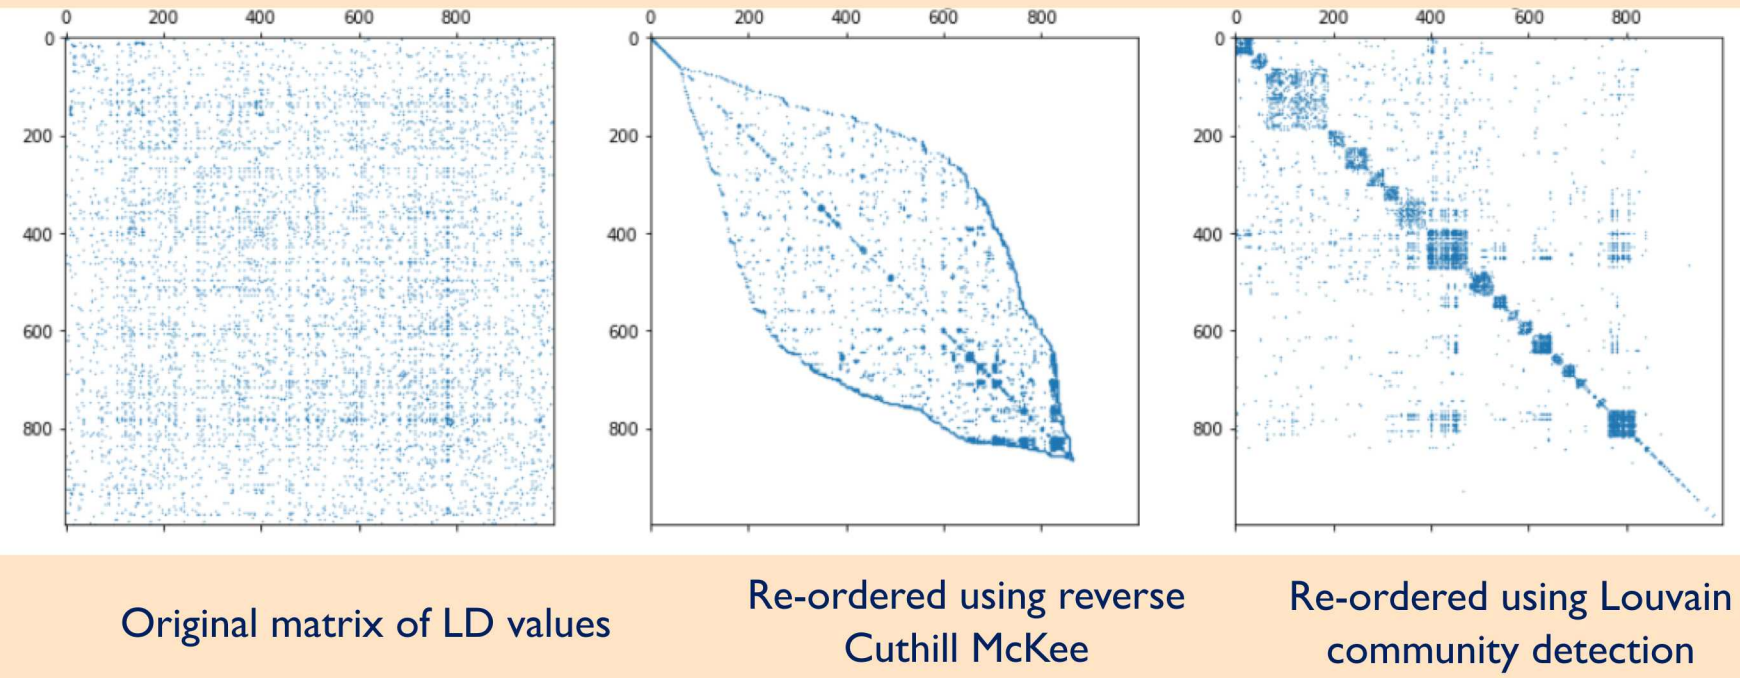 0 200 400 600 800
0
200
400
600
800
0 200 400 600 800
0
200
400
600
800
0 200 400 600 800
0
200
400
600
800
Original matrix of LD values
Re-ordered using reverse
Cuthill McKee
Re-ordered using Louvain
community detection